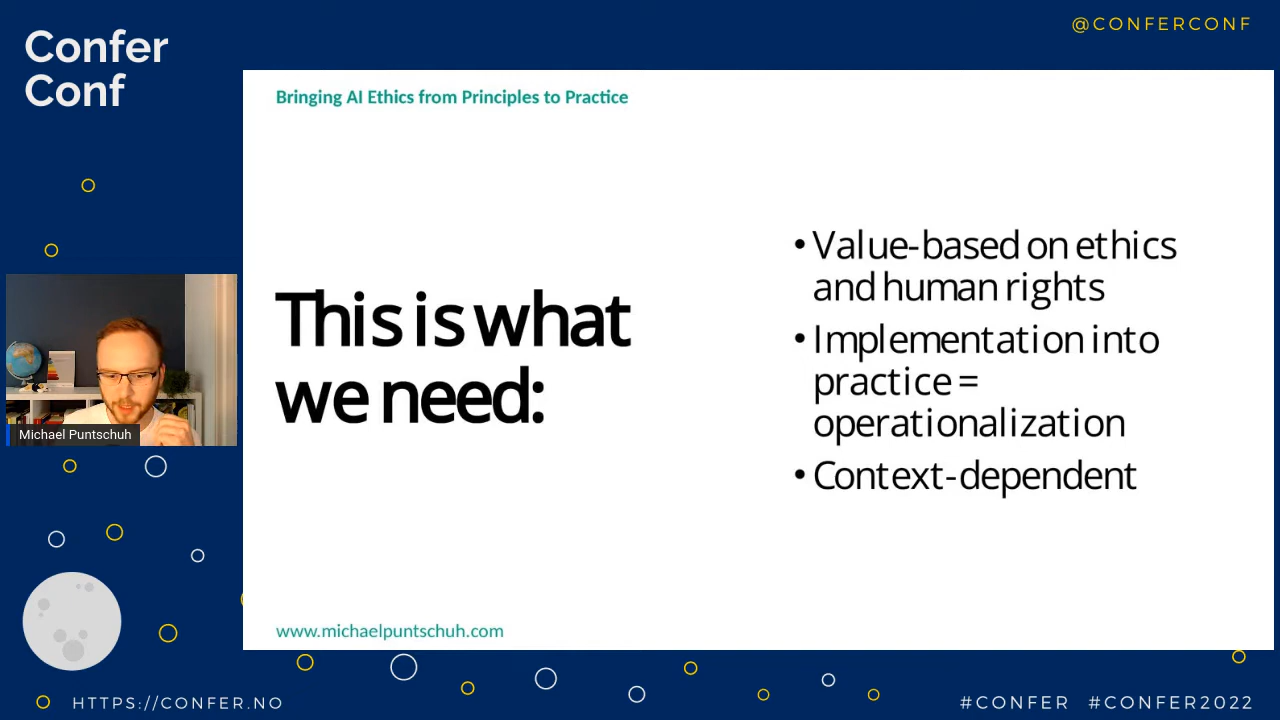 Confer
Conf
@CONFERCONF
Bringing AI Ethics from Principles to Practice
This is what
we need:
• Value-based on ethics
and human rights
• Implementation into
practice =
operationalization
• Context-dependent
Michael Puntschuh
www.michaelpuntschuh.com
HTTPS://CONFER.NO
#CONFER #CONFER2022